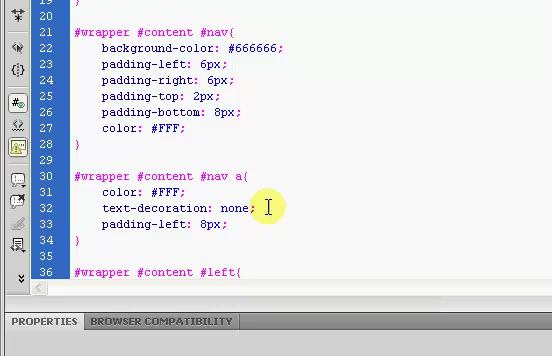 19 }
20
21 #wrapper #content #nav{
22 background-color: #666666;
23 padding-left: 6px;
24 padding-right: 6px;
25 padding-top: 2px;
26 padding-bottom: 8px;
27 color: #FFF;
28 }
29
30 #wrapper #content #nav a{
31 color: #FFF;
32 text-decoration: none;
33 padding-left: 8px;
34 }
35
36 #wrapper #content #left{
PROPERTIES BROWSER COMPATIBILITY